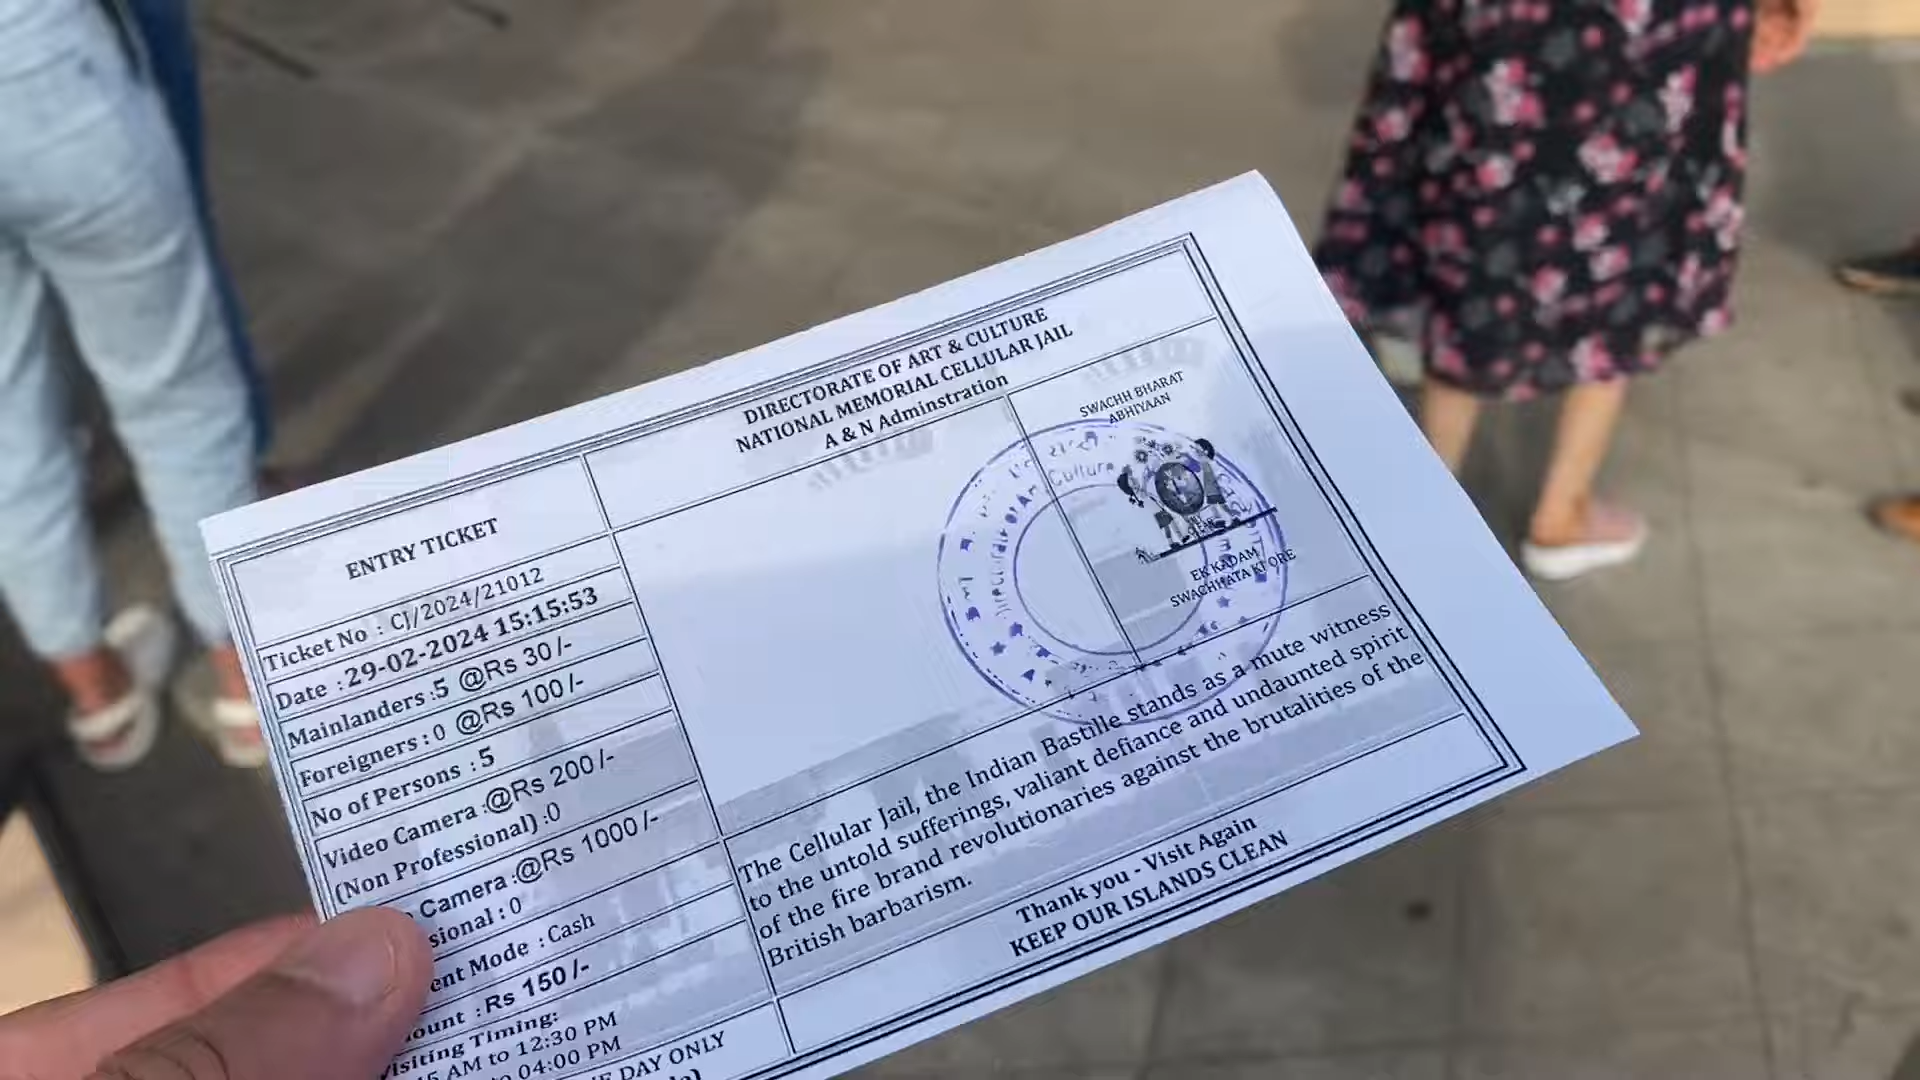 DIRECTORATE OF ART & CULTURE
NATIONAL MEMORIAL CELLULAR JAIL
A & N Adminstration
ENTRY TICKET
Ticket No : CJ/2024/21012
Date : 29-02-2024 15:15:53
Mainlanders :5 @Rs 30 /-
Foreigners : 0 @Rs 100 /-
No of Persons : 5
Video Camera :@Rs 200 /-
(Non Professional) :0
Camera :@Rs 1000 /-
sional : 0
ent Mode : Cash
ount : Rs 150 /-
isiting Timing:
AM to 12:30 PM
04:00 PM
DAY ONLY
SWACHH BHARAT
ABHIYAAN
Culture
EK KADAM
SWACHHATA KI ORE
The Cellular Jail, the Indian Bastille stands as a mute witness
to the untold sufferings, valiant defiance and undaunted spirit
of the fire brand revolutionaries against the brutalities of the
British barbarism.
Thank you - Visit Again
KEEP OUR ISLANDS CLEAN